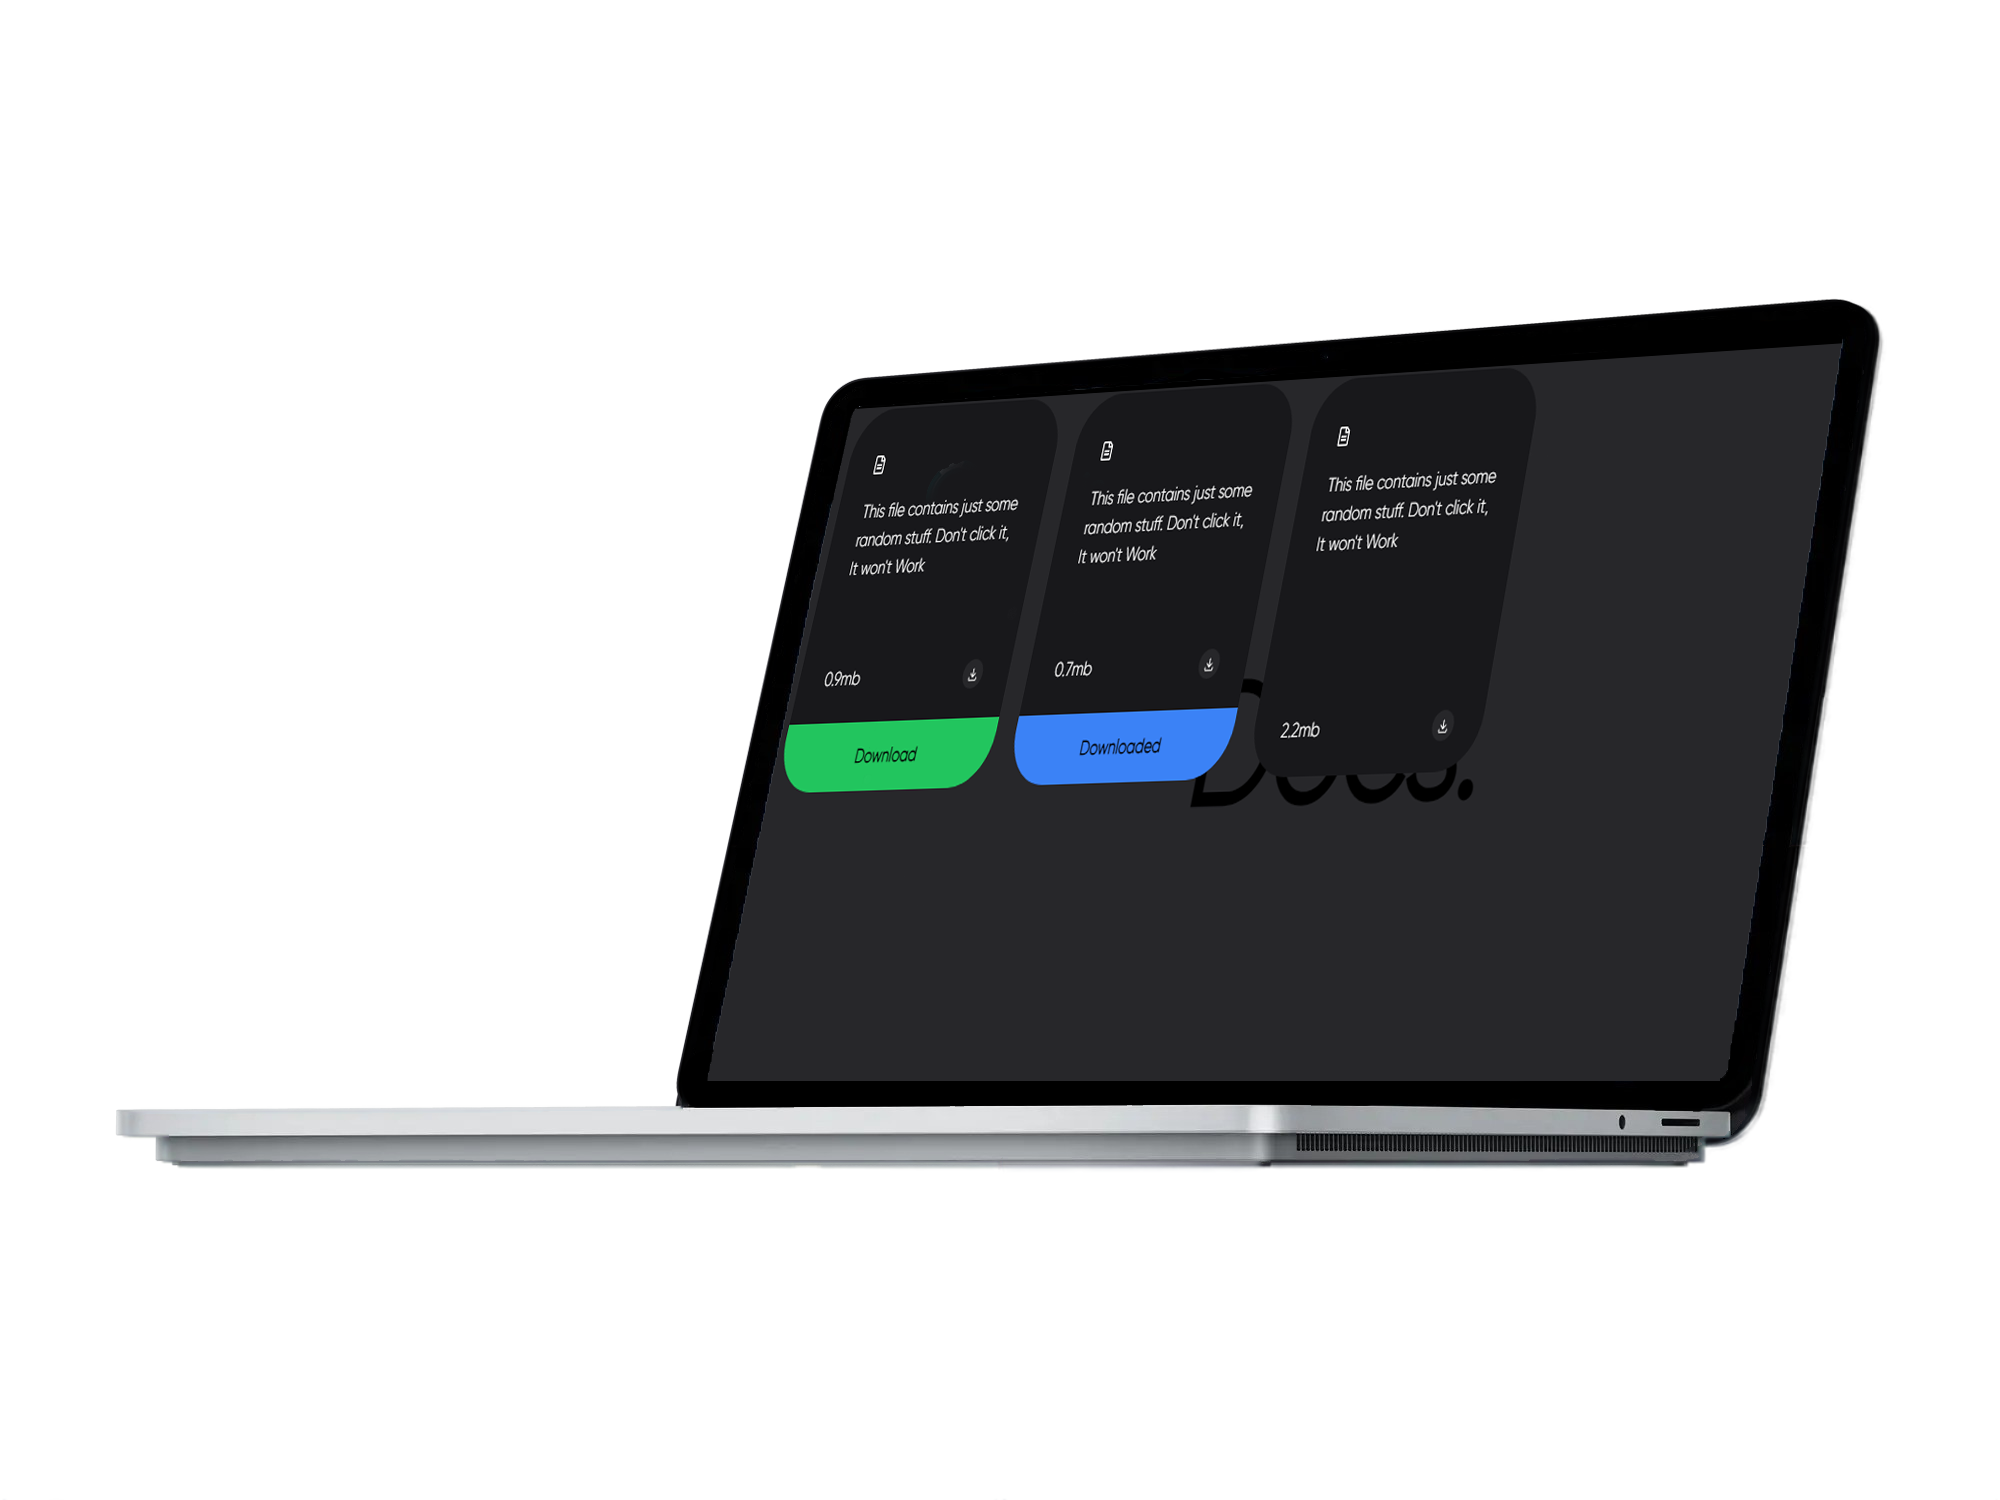 This file contains just some
random stuff. Don't click it,
It won't Work
0.9mb
Download
This file contains just some
random stuff. Don't click it,
It won't Work
0.7mb
Downloaded
This file contains just some
random stuff. Don't click it,
It won't Work
2.2mb
Docs.